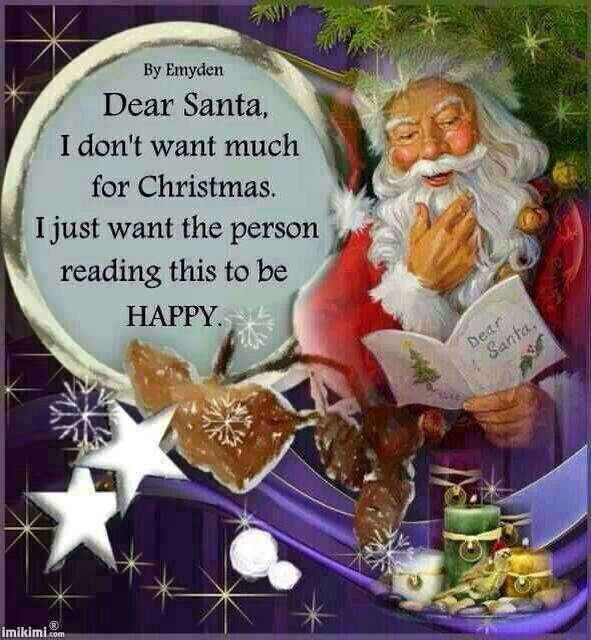 By Emyden
Dear Santa,
I don't want much
for Christmas.
I just want the person
reading this to be
HAPPY.
Dear
Santa,
imikimi.com®